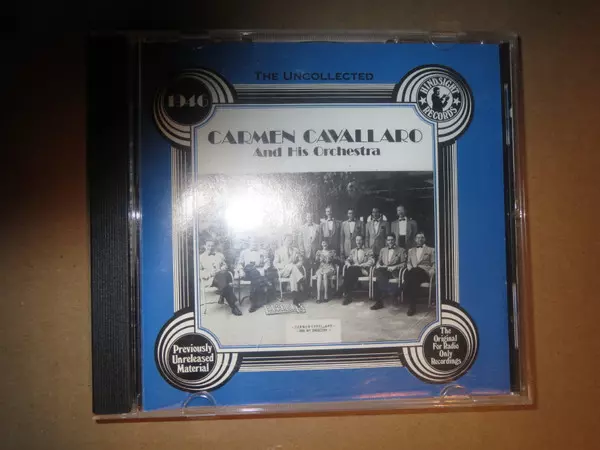 The Uncollected
1946
HINDSIGHT RECORDS
CARMEN CAVALLARO
And His Orchestra
Previously
Unreleased
Material
The
Original
For Radio
Only
Recordings